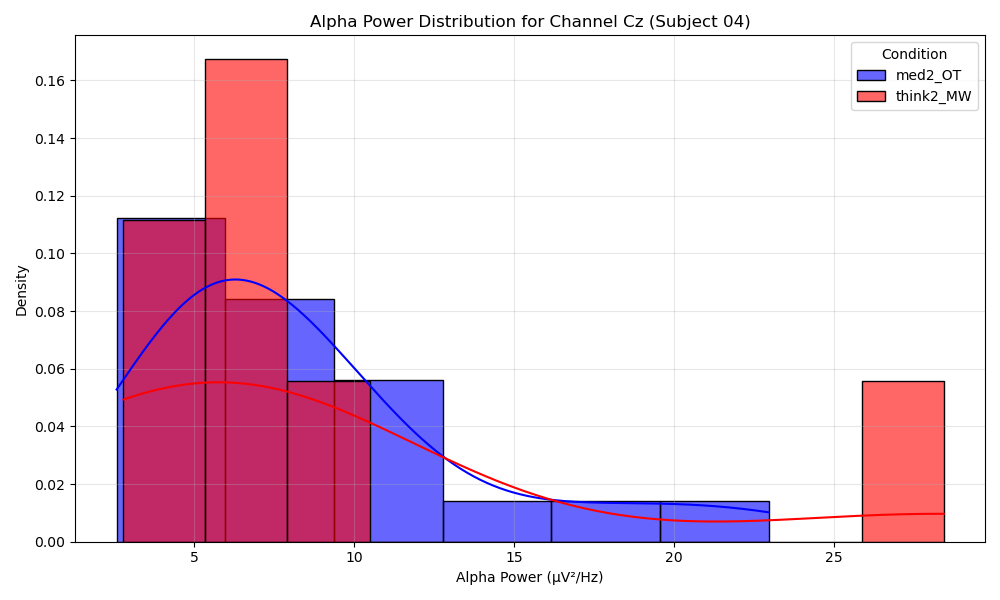 Alpha Power Distribution for Channel Cz (Subject 04)
Condition
med2_OT
think2_MW
0.16
0.14
0.12
0.10
0.08
0.06
0.04
0.02
0.00
Density
5
10
15
20
25
Alpha Power (µV²/Hz)